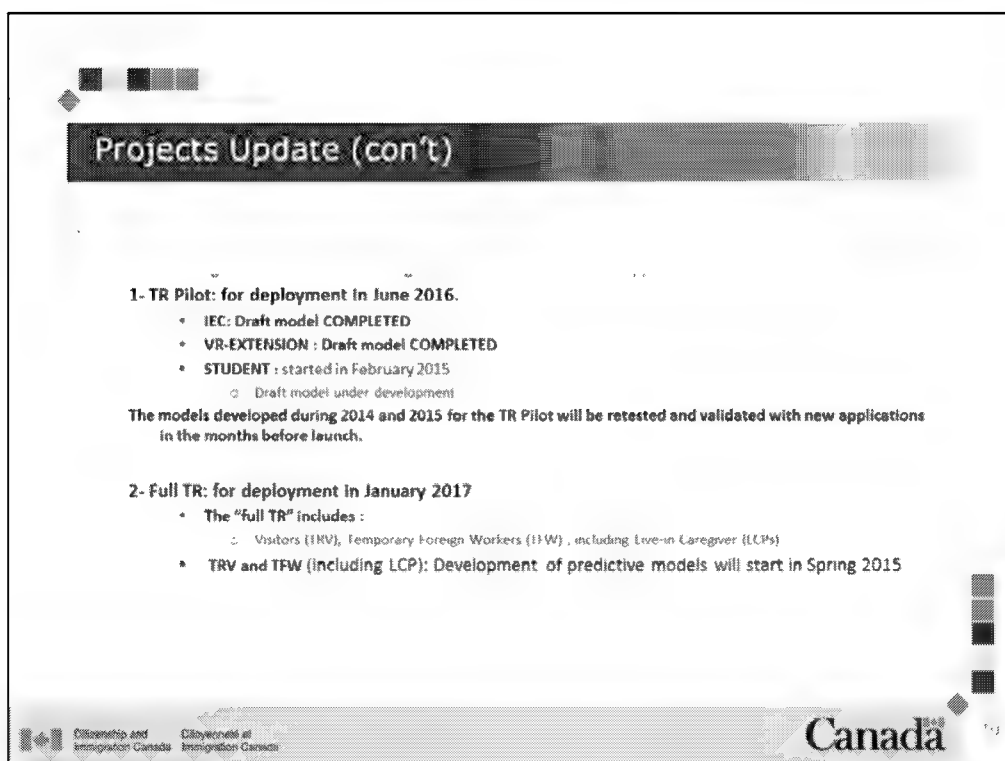 Projects Update (con't)
1- TR Pilot: for deployment in June 2016.
• IEC: Draft model COMPLETED
• VR-EXTENSION : Draft model COMPLETED
• STUDENT : started in February 2015
○ Draft model under development
The models developed during 2014 and 2015 for the TR Pilot will be retested and validated with new applications
in the months before launch.
2- Full TR: for deployment in January 2017
• The "full TR" includes :
○ Visitors (TRV), Temporary Foreign Workers (TFW) , including Live-in Caregiver (LCPs)
• TRV and TFW (including LCP): Development of predictive models will start in Spring 2015
Citizenship and Citoyenneté et
Immigration Canada Immigration Canada
Canada